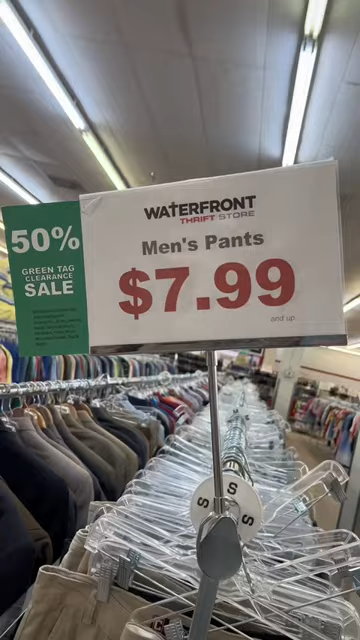 50%
GREEN TAG
CLEARANCE
SALE
WATERFRONT
THRIFT STORE
Men's Pants
$7.99
and up
S
S
S